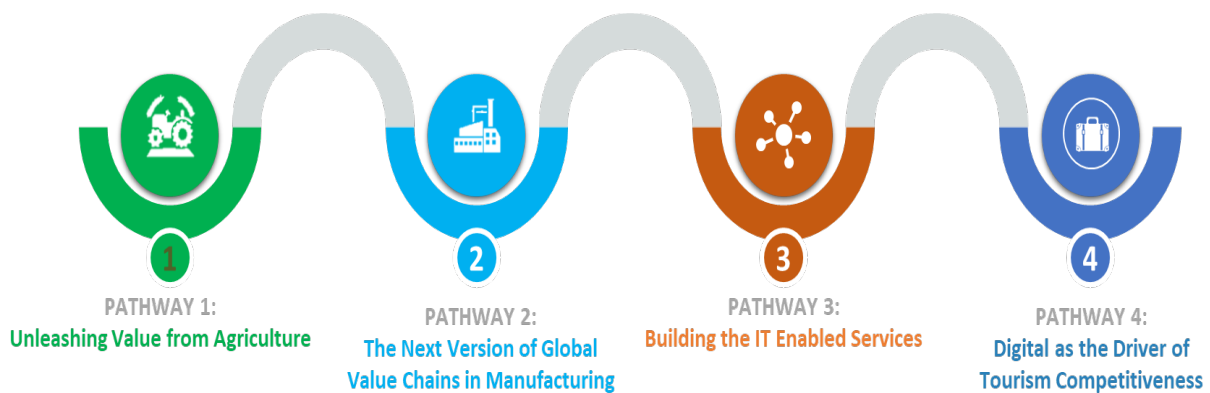 1
PATHWAY 1:
Unleashing Value from Agriculture
2
PATHWAY 2:
The Next Version of Global
Value Chains in Manufacturing
3
PATHWAY 3:
Building the IT Enabled Services
4
PATHWAY 4:
Digital as the Driver of
Tourism Competitiveness